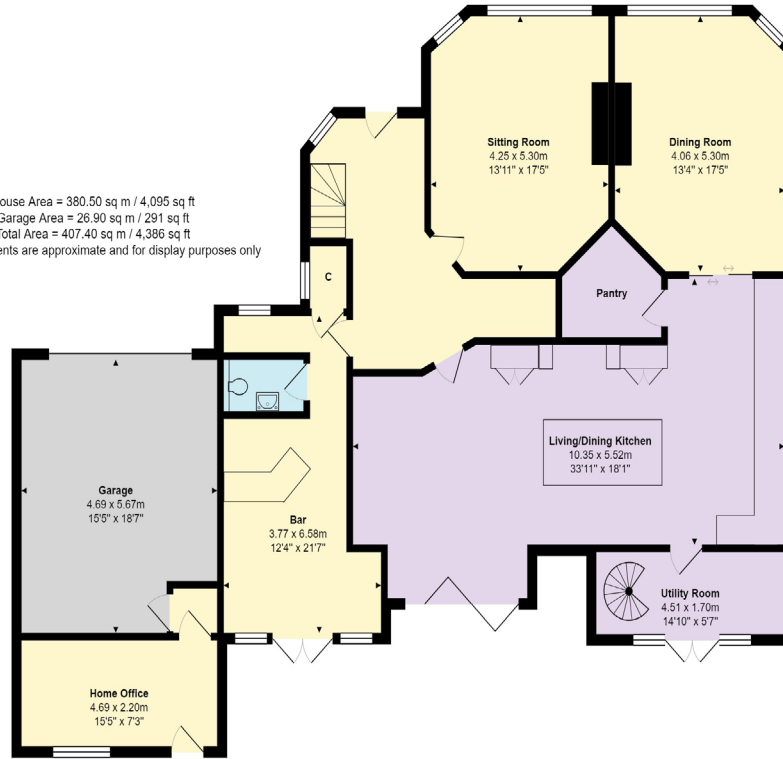 ouse Area = 380.50 sq m / 4,095 sq ft
Garage Area = 26.90 sq m / 291 sq ft
Total Area = 407.40 sq m / 4,386 sq ft
ents are approximate and for display purposes only
Sitting Room
4.25 x 5.30m
13'11" x 17'5"
Dining Room
4.06 x 5.30m
13'4" x 17'5"
C
Pantry
Living/Dining Kitchen
10.35 x 5.52m
33'11" x 18'1"
Garage
4.69 x 5.67m
15'5" x 18'7"
Bar
3.77 x 6.58m
12'4" x 21'7"
Utility Room
4.51 x 1.70m
14'10" x 5'7"
Home Office
4.69 x 2.20m
15'5" x 7'3"